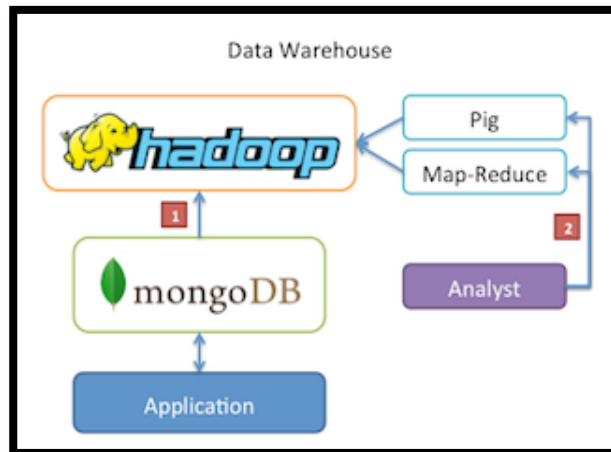 Data Warehouse
hadoop
Pig
Map-Reduce
1
2
mongoDB
Analyst
Application